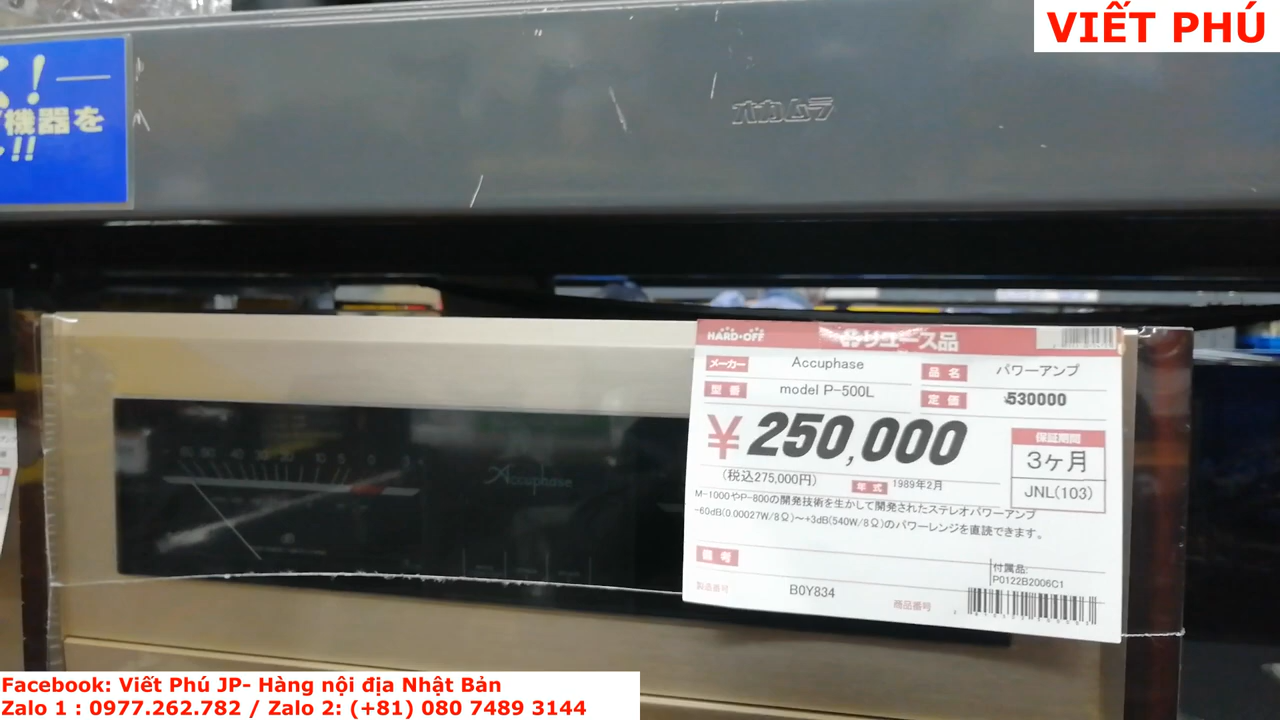 VIẾT PHÚ
！
機器を
!!
オカムラ
HARD・OFF
リユース品
メーカー Accuphase
品名 パワーアンプ
型番 model P-500L
定価 ¥530000
¥250,000
(税込275,000円)
年式 1989年2月
保証期間
3ヶ月
JNL(103)
M-1000やP-800の開発技術を生かして開発されたステレオパワーアンプ
-60dB(0.00027W/8Ω)～+3dB(540W/8Ω)のパワーレンジを直読できます。
備考
付属品:
P0122B2006C1
製造番号 B0Y834
商品番号
Accuphase
Facebook: Viết Phú JP- Hàng nội địa Nhật Bản
Zalo 1 : 0977.262.782 / Zalo 2: (+81) 080 7489 3144